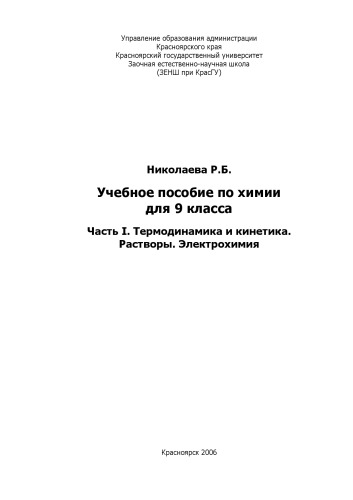 Управление образования администрации
Красноярского края
Красноярский государственный университет
Заочная естественно-научная школа
(ЗЕНШ при КрасГУ)
Николаева Р.Б.
Учебное пособие по химии
для 9 класса
Часть I. Термодинамика и кинетика.
Растворы. Электрохимия
Красноярск 2006